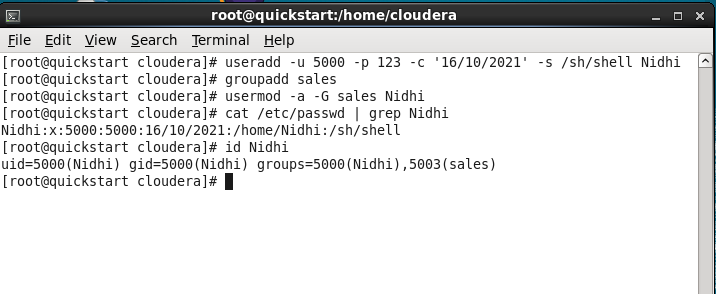 root@quickstart:/home/cloudera
File Edit View Search Terminal Help
[root@quickstart cloudera]# useradd -u 5000 -p 123 -c '16/10/2021' -s /sh/shell Nidhi
[root@quickstart cloudera]# groupadd sales
[root@quickstart cloudera]# usermod -a -G sales Nidhi
[root@quickstart cloudera]# cat /etc/passwd | grep Nidhi
Nidhi:x:5000:5000:16/10/2021:/home/Nidhi:/sh/shell
[root@quickstart cloudera]# id Nidhi
uid=5000(Nidhi) gid=5000(Nidhi) groups=5000(Nidhi),5003(sales)
[root@quickstart cloudera]#